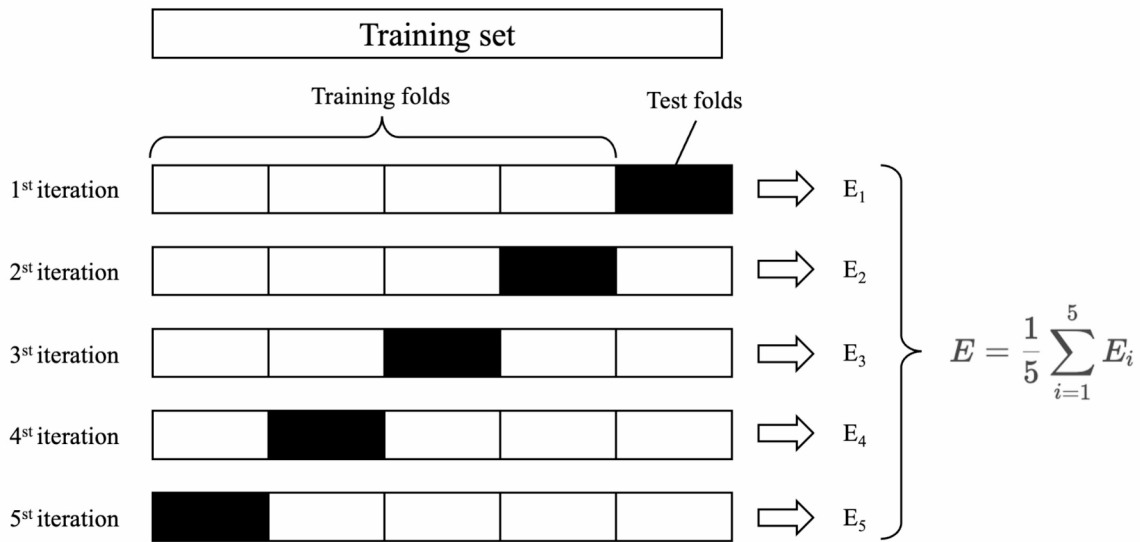 Training set
Training folds
Test folds
1st iteration
E1
2st iteration
E2
3st iteration
E3
4st iteration
E4
5st iteration
E5
E = 1/5 ∑_{i=1}^{5} E_i